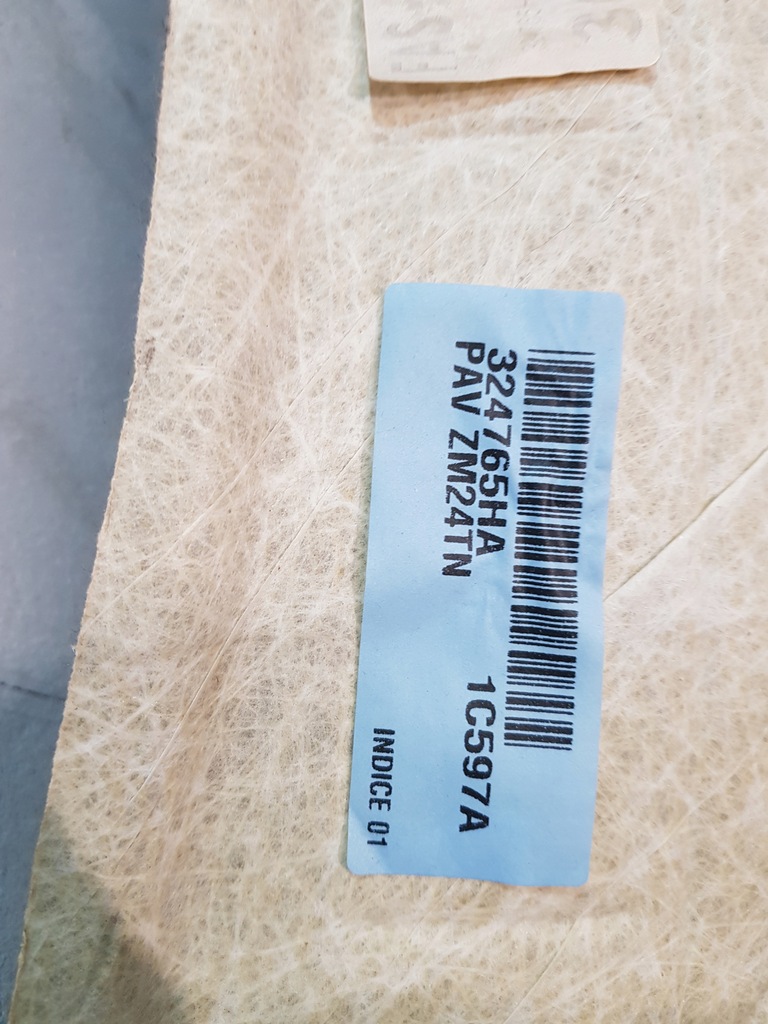 324765HA
PAV ZM24TN
1C597A
INDICE 01